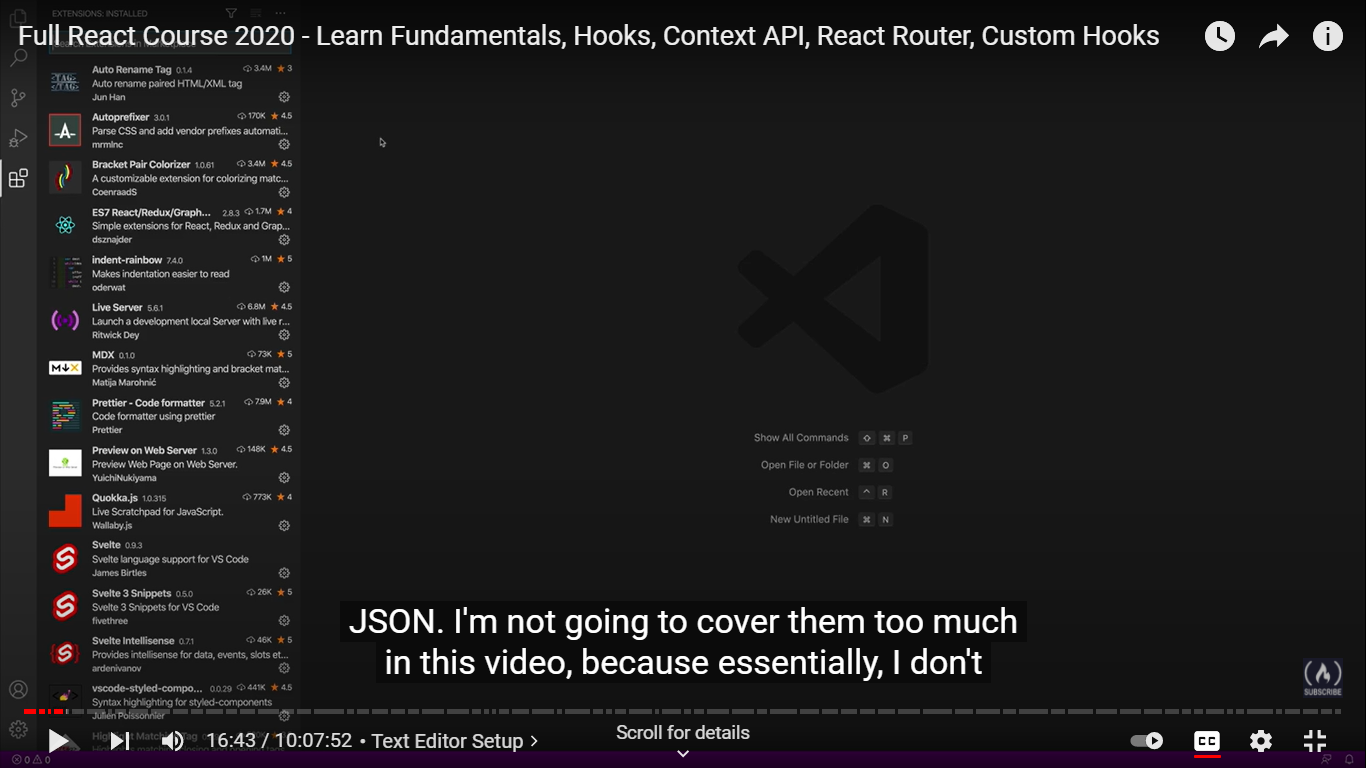 EXTENSIONS: INSTALLED
Full React Course 2020 - Learn Fundamentals, Hooks, Context API, React Router, Custom Hooks
Auto Rename Tag 0.1.4 3.4M ★ 3
Auto rename paired HTML/XML tag
Jun Han
Autoprefixer 3.0.1 170K ★ 4.5
Parse CSS and add vendor prefixes automati...
mrmlnc
Bracket Pair Colorizer 1.0.61 3.4M ★ 4.5
A customizable extension for colorizing matc...
CoenraadS
ES7 React/Redux/Graph... 2.8.3 1.7M ★ 4
Simple extensions for React, Redux and Grap...
dsznajder
indent-rainbow 7.4.0 1M ★ 5
Makes indentation easier to read
oderwat
Live Server 5.6.1 6.8M ★ 4.5
Launch a development local Server with live r...
Ritwick Dey
MDX 0.1.0 73K ★ 5
Provides syntax highlighting and bracket mat...
Matija Marohnić
Prettier - Code formatter 5.2.1 7.9M ★ 4
Code formatter using prettier
Prettier
Preview on Web Server 1.3.0 148K ★ 4.5
Preview Web Page on Web Server.
YuichiNukiyama
Quokka.js 1.0.315 773K ★ 4
Live Scratchpad for JavaScript.
Wallaby.js
Svelte 0.9.3
Svelte language support for VS Code
James Birtles
Svelte 3 Snippets 0.5.0 26K ★ 5
Svelte 3 Snippets for VS Code
fivethree
Svelte Intellisense 0.7.1 46K ★ 5
Provides intellisense for data, events, slots et...
ardenivanov
vscode-styled-compo... 0.0.29 441K ★ 4.5
Syntax highlighting for styled-components
Julien Poissonnier
Show All Commands ⇧ ⌘ P
Open File or Folder ⌘ O
Open Recent ^ R
New Untitled File ⌘ N
JSON. I'm not going to cover them too much
in this video, because essentially, I don't
SUBSCRIBE
16:43 / 10:07:52 • Text Editor Setup >
Scroll for details
CC
0 0